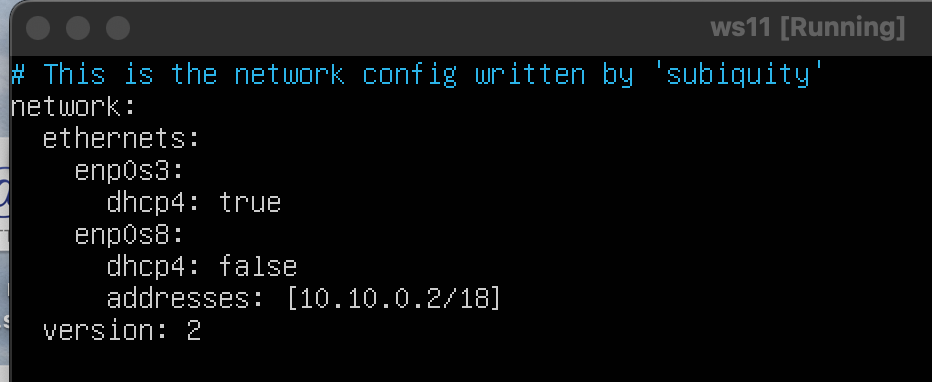 ws11 [Running]
# This is the network config written by 'subiquity'
network:
  ethernets:
    enp0s3:
      dhcp4: true
    enp0s8:
      dhcp4: false
      addresses: [10.10.0.2/18]
  version: 2